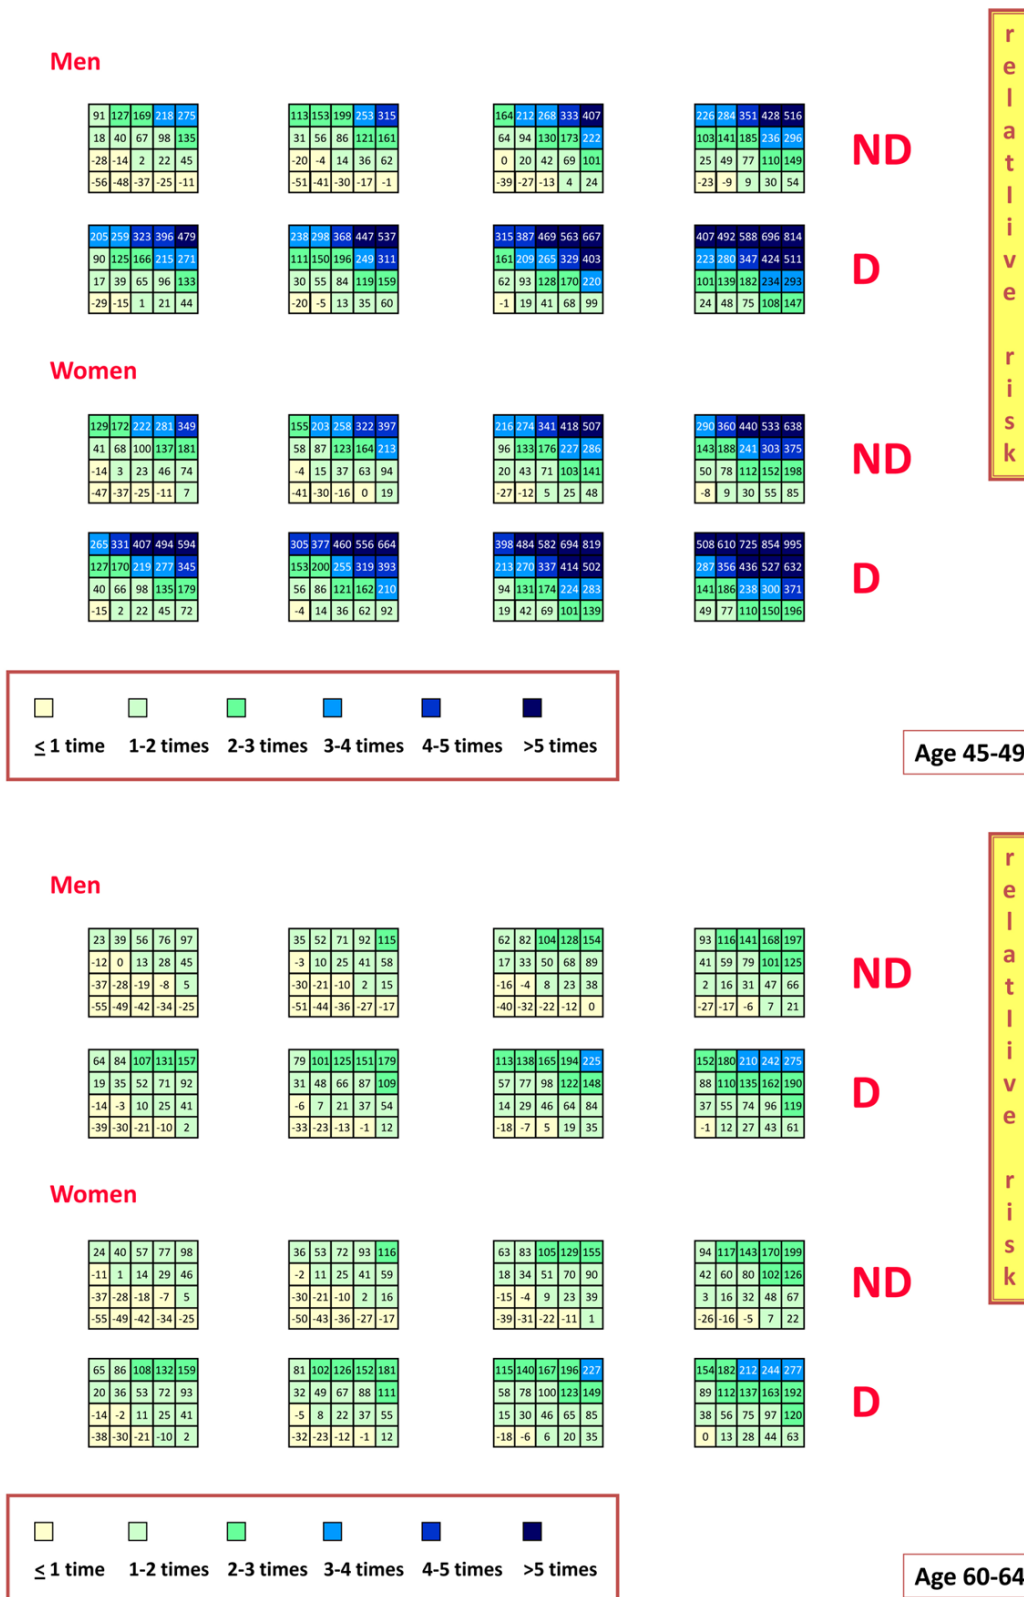 Men
91 127 169 218 275 113 153 199 253 315 164 212 268 333 407 226 284 351 428 516
18 40 67 98 135 31 56 86 121 161 64 94 130 173 222 103 141 185 236 296
-28 -14 2 22 45 -20 -4 14 36 62 0 20 42 69 101 25 49 77 110 149
-56 -48 -37 -25 -11 -51 -41 -30 -17 -1 -39 -27 -13 4 24 -23 -9 9 30 54
ND
205 259 323 396 479 238 298 368 447 537 315 387 469 563 667 407 492 588 696 814
90 125 166 215 271 111 150 196 249 311 161 209 265 329 403 223 280 347 424 511
17 39 65 96 133 30 55 84 119 159 62 93 128 170 220 101 139 182 234 293
-29 -15 1 21 44 -20 -5 13 35 60 -1 19 41 68 99 24 48 75 108 147
D
Women
129 172 222 281 349 155 203 258 322 397 216 274 341 418 507 290 360 440 533 638
41 68 100 137 181 58 87 123 164 213 96 133 176 227 286 143 188 241 303 375
-14 3 23 46 74 -4 15 37 63 94 20 43 71 103 141 50 78 112 152 198
-47 -37 -25 -11 7 -41 -30 -16 0 19 -27 -12 5 25 48 -8 9 30 55 85
ND
265 331 407 494 594 305 377 460 556 664 398 484 582 694 819 508 610 725 854 995
127 170 219 277 345 153 200 255 319 393 213 270 337 414 502 287 356 436 527 632
40 66 98 135 179 56 86 121 162 210 94 131 174 224 283 141 186 238 300 371
-15 2 22 45 72 -4 14 36 62 92 19 42 69 101 139 49 77 110 150 196
D
relatlive risk
≤ 1 time 1-2 times 2-3 times 3-4 times 4-5 times >5 times
Age 45-49
Men
23 39 56 76 97 35 52 71 92 115 62 82 104 128 154 93 116 141 168 197
-12 0 13 28 45 -3 10 25 41 58 17 33 50 68 89 41 59 79 101 125
-37 -28 -19 -8 5 -30 -21 -10 2 15 -16 -4 8 23 38 2 16 31 47 66
-55 -49 -42 -34 -25 -51 -44 -36 -27 -17 -40 -32 -22 -12 0 -27 -17 -6 7 21
ND
64 84 107 131 157 79 101 125 151 179 113 138 165 194 225 152 180 210 242 275
19 35 52 71 92 31 48 66 87 109 57 77 98 122 148 88 110 135 162 190
-14 -3 10 25 41 -6 7 21 37 54 14 29 46 64 84 37 55 74 96 119
-39 -30 -21 -10 2 -33 -23 -13 -1 12 -18 -7 5 19 35 -1 12 27 43 61
D
Women
24 40 57 77 98 36 53 72 93 116 63 83 105 129 155 94 117 143 170 199
-11 1 14 29 46 -2 11 25 41 59 18 34 51 70 90 42 60 80 102 126
-37 -28 -18 -7 5 -30 -21 -10 2 16 -15 -4 9 23 39 3 16 32 48 67
-55 -49 -42 -34 -25 -50 -43 -36 -27 -17 -39 -31 -22 -11 1 -26 -16 -5 7 22
ND
65 86 108 132 159 81 102 126 152 181 115 140 167 196 227 154 182 212 244 277
20 36 53 72 93 32 49 67 88 111 58 78 100 123 149 89 112 137 163 192
-14 -2 11 25 41 -5 8 22 37 55 15 30 46 65 85 38 56 75 97 120
-38 -30 -21 -10 2 -32 -23 -12 -1 12 -18 -6 6 20 35 0 13 28 44 63
D
relatlive risk
≤ 1 time 1-2 times 2-3 times 3-4 times 4-5 times >5 times
Age 60-64